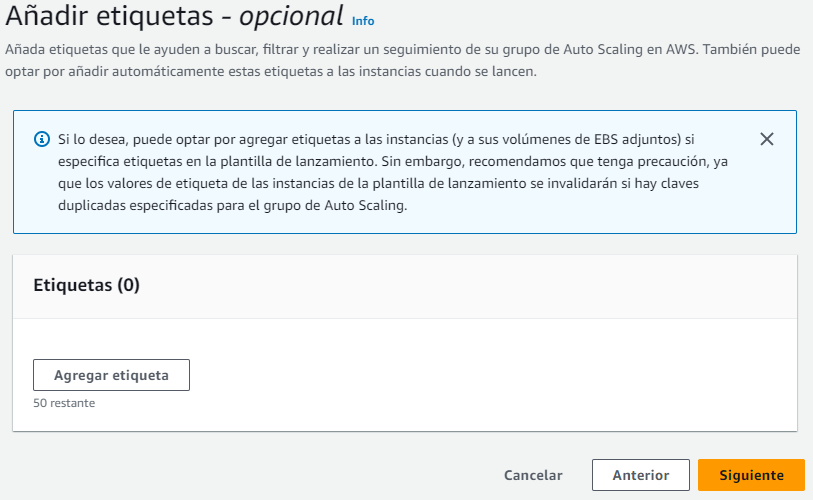 Añadir etiquetas - opcional Info
Añada etiquetas que le ayuden a buscar, filtrar y realizar un seguimiento de su grupo de Auto Scaling en AWS. También puede
optar por añadir automáticamente estas etiquetas a las instancias cuando se lancen.
Si lo desea, puede optar por agregar etiquetas a las instancias (y a sus volúmenes de EBS adjuntos) si
especifica etiquetas en la plantilla de lanzamiento. Sin embargo, recomendamos que tenga precaución, ya
que los valores de etiqueta de las instancias de la plantilla de lanzamiento se invalidarán si hay claves
duplicadas especificadas para el grupo de Auto Scaling.
Etiquetas (0)
Agregar etiqueta
50 restante
Cancelar Anterior Siguiente